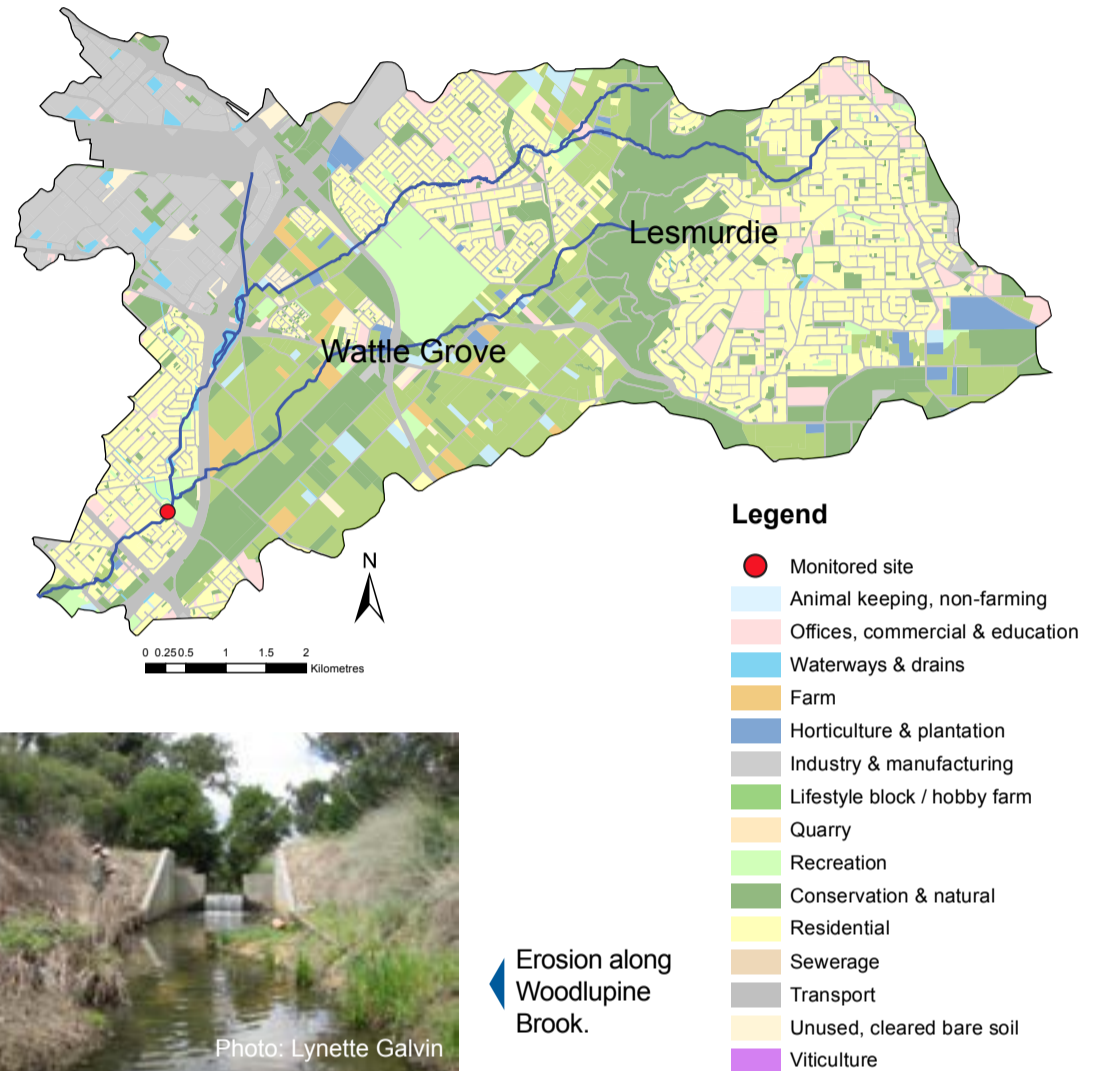 Lesmurdie
Wattle Grove
N
0 0.25 0.5 1 1.5 2
Kilometres
Legend
Monitored site
Animal keeping, non-farming
Offices, commercial & education
Waterways & drains
Farm
Horticulture & plantation
Industry & manufacturing
Lifestyle block / hobby farm
Quarry
Recreation
Conservation & natural
Residential
Sewerage
Transport
Unused, cleared bare soil
Viticulture
Erosion along
Woodlupine
Brook.
Photo: Lynette Galvin